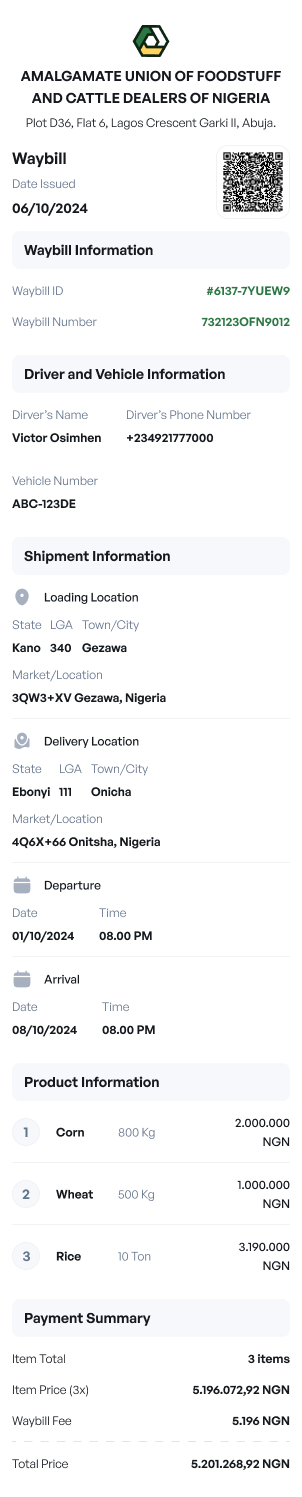 AMALGAMATE UNION OF FOODSTUFF
AND CATTLE DEALERS OF NIGERIA
Plot D36, Flat 6, Lagos Crescent Garki II, Abuja.
Waybill
Date Issued
06/10/2024
Waybill Information
Waybill ID #6137-7YUEW9
Waybill Number 732123OFN9012
Driver and Vehicle Information
Dirver's Name Dirver's Phone Number
Victor Osimhen +234921777000
Vehicle Number
ABC-123DE
Shipment Information
Loading Location
State LGA Town/City
Kano 340 Gezawa
Market/Location
3QW3+XV Gezawa, Nigeria
Delivery Location
State LGA Town/City
Ebonyi 111 Onicha
Market/Location
4Q6X+66 Onitsha, Nigeria
Departure
Date Time
01/10/2024 08.00 PM
Arrival
Date Time
08/10/2024 08.00 PM
Product Information
1 Corn 800 Kg 2.000.000
NGN
2 Wheat 500 Kg 1.000.000
NGN
3 Rice 10 Ton 3.190.000
NGN
Payment Summary
Item Total 3 items
Item Price (3x) 5.196.072,92 NGN
Waybill Fee 5.196 NGN
Total Price 5.201.268,92 NGN